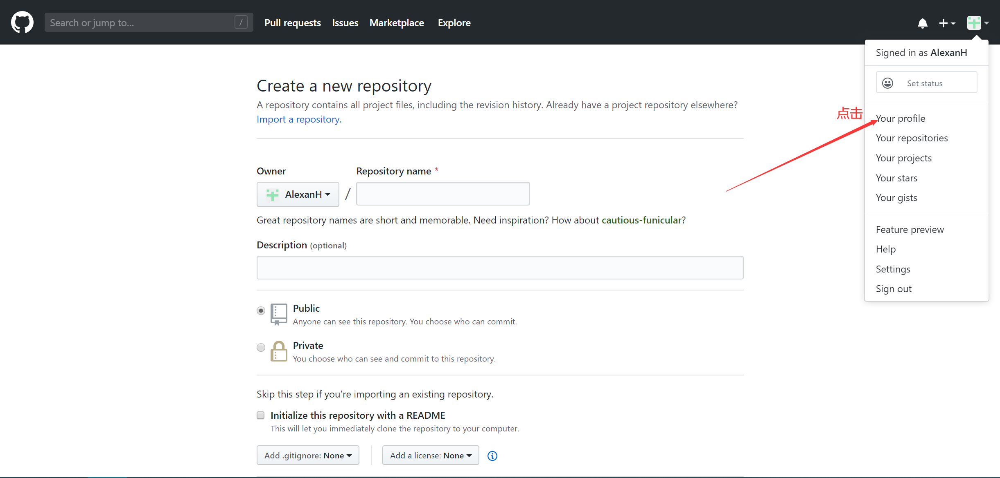 Search or jump to...
/
Pull requests
Issues
Marketplace
Explore
Signed in as AlexanH
Set status
点击
Your profile
Your repositories
Your projects
Your stars
Your gists
Feature preview
Help
Settings
Sign out
Create a new repository
A repository contains all project files, including the revision history. Already have a project repository elsewhere?
Import a repository.
Owner
Repository name *
AlexanH
/
Great repository names are short and memorable. Need inspiration? How about cautious-funicular?
Description (optional)
Public
Anyone can see this repository. You choose who can commit.
Private
You choose who can see and commit to this repository.
Skip this step if you’re importing an existing repository.
Initialize this repository with a README
This will let you immediately clone the repository to your computer.
Add .gitignore: None
Add a license: None